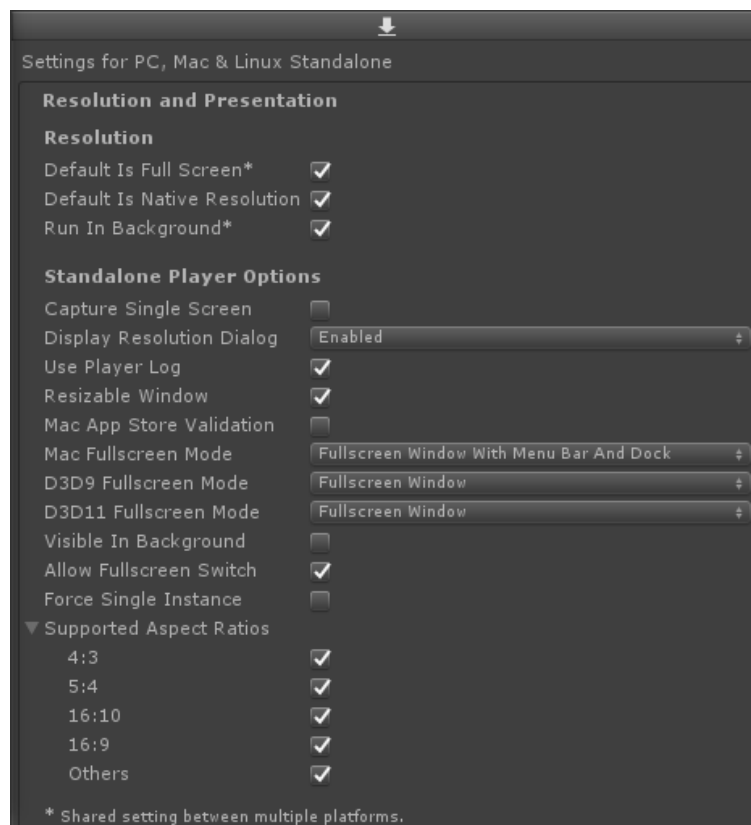 Settings for PC, Mac & Linux Standalone
Resolution and Presentation
Resolution
Default Is Full Screen*
Default Is Native Resolution
Run In Background*
Standalone Player Options
Capture Single Screen
Display Resolution Dialog Enabled
Use Player Log
Resizable Window
Mac App Store Validation
Mac Fullscreen Mode Fullscreen Window With Menu Bar And Dock
D3D9 Fullscreen Mode Fullscreen Window
D3D11 Fullscreen Mode Fullscreen Window
Visible In Background
Allow Fullscreen Switch
Force Single Instance
Supported Aspect Ratios
4:3
5:4
16:10
16:9
Others
* Shared setting between multiple platforms.